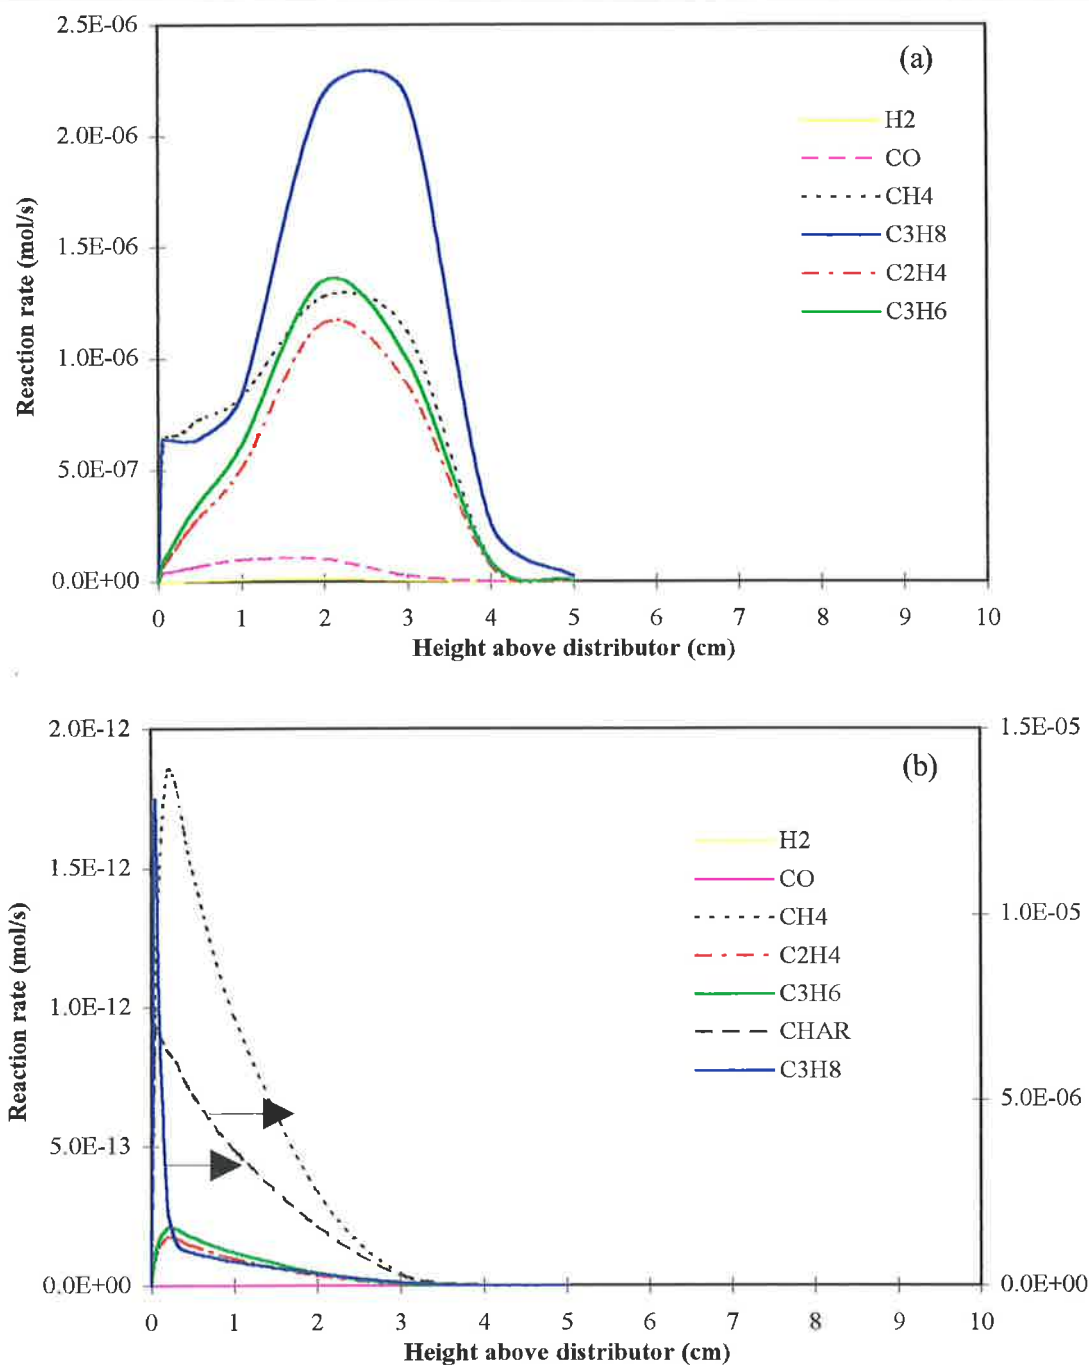 (a)
2.5E-06
2.0E-06
1.5E-06
1.0E-06
5.0E-07
0.0E+00
Reaction rate (mol/s)
H2
CO
CH4
C3H8
C2H4
C3H6
0 1 2 3 4 5 6 7 8 9 10
Height above distributor (cm)
(b)
2.0E-12
1.5E-12
1.0E-12
5.0E-13
0.0E+00
Reaction rate (mol/s)
H2
CO
CH4
C2H4
C3H6
CHAR
C3H8
1.5E-05
1.0E-05
5.0E-06
0.0E+00
0 1 2 3 4 5 6 7 8 9 10
Height above distributor (cm)